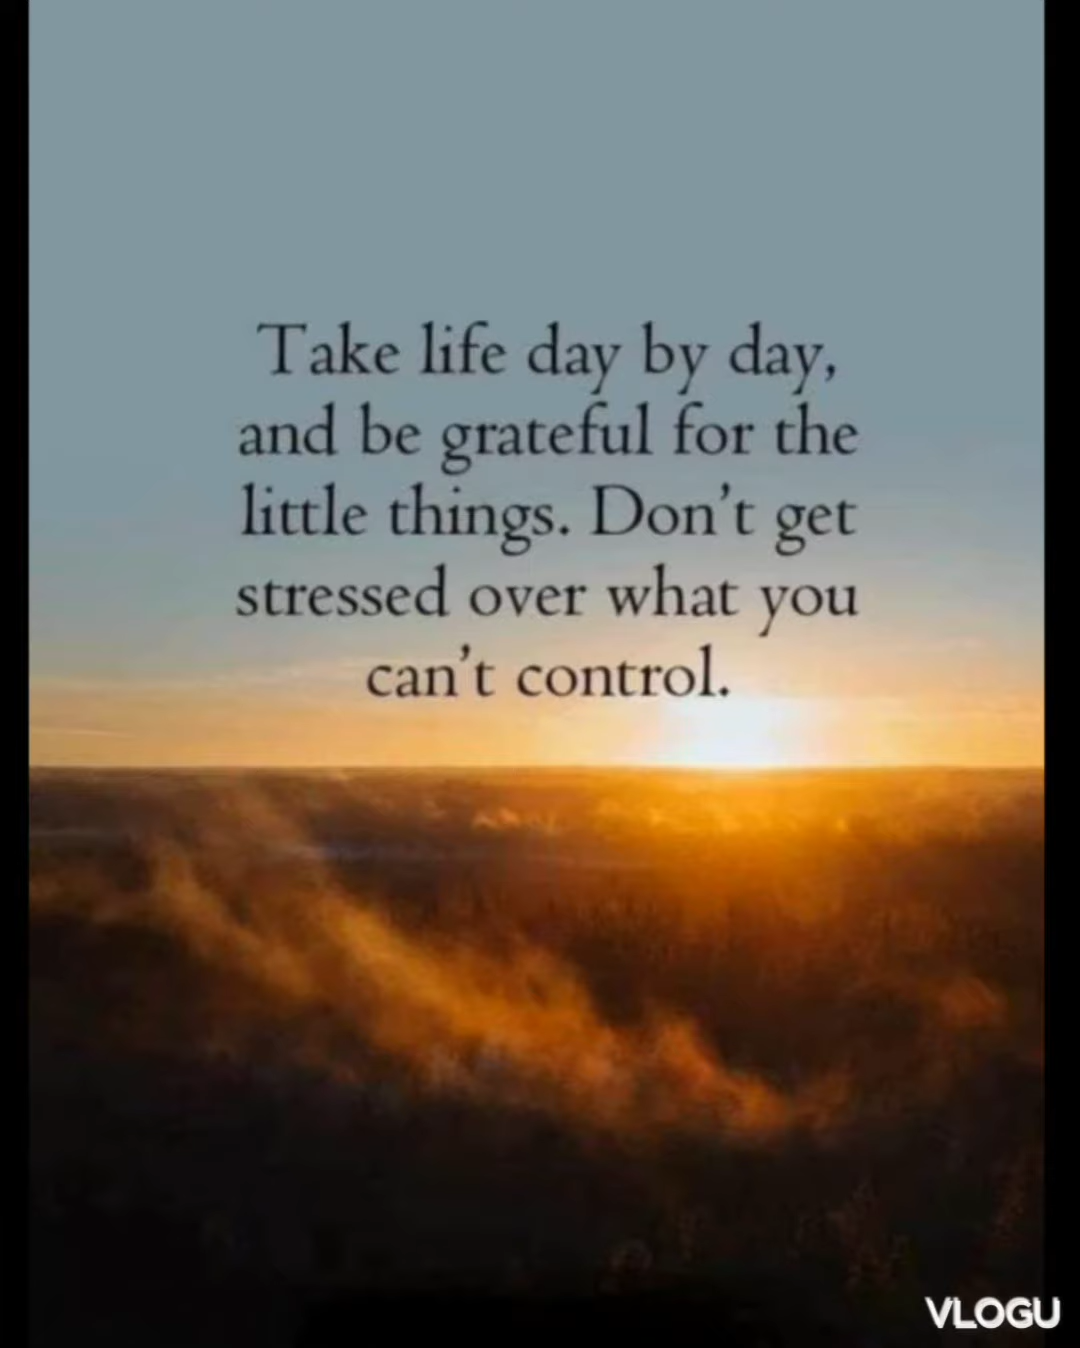 Take life day by day,
and be grateful for the
little things. Don't get
stressed over what you
can't control.
VLOGU